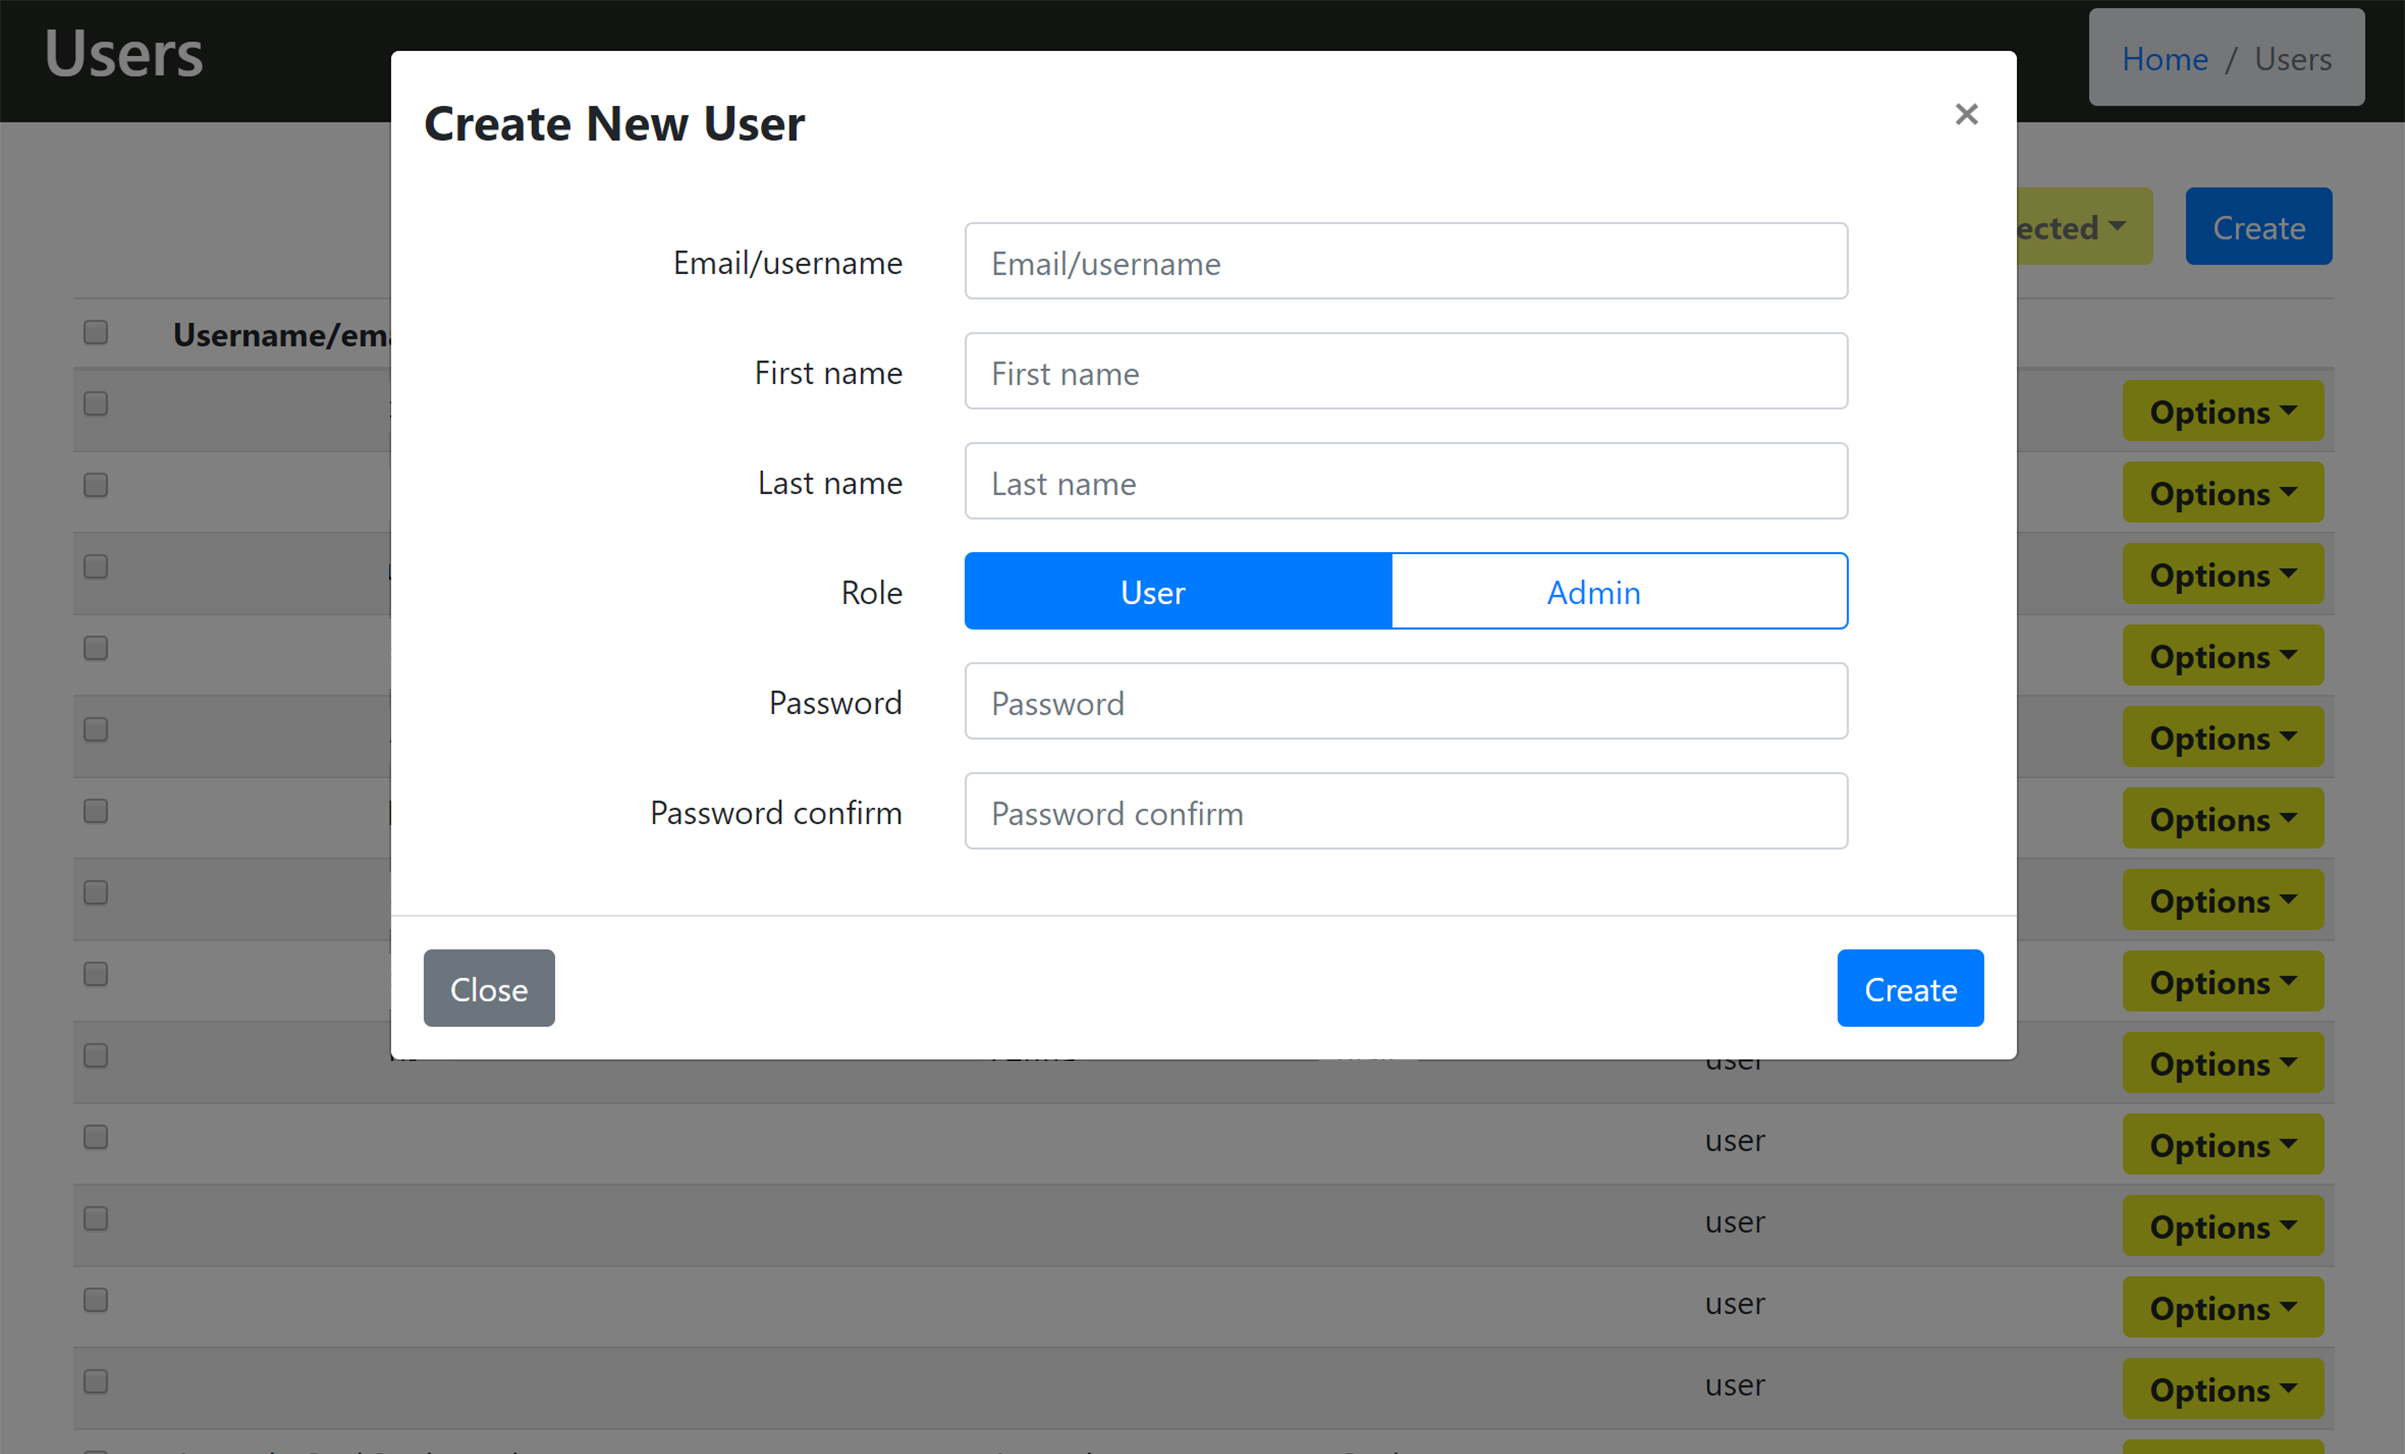 Users
Home / Users
Create New User
×
ected Create
Email/username Email/username
Username/ema
First name First name
Options
Last name Last name
Options
Role User Admin
Options
Options
Password Password
Options
Password confirm Password confirm
Options
Options
Close Create
Options
user Options
user Options
user Options
user Options
user Options